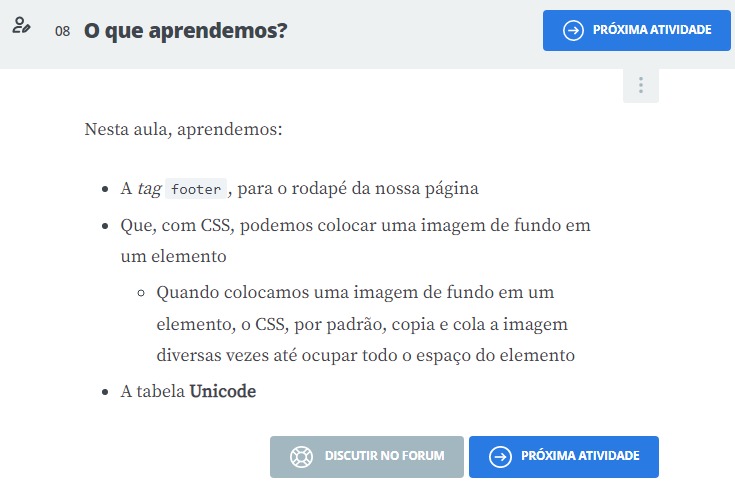 08 O que aprendemos?
PRÓXIMA ATIVIDADE
Nesta aula, aprendemos:
• A tag footer, para o rodapé da nossa página
• Que, com CSS, podemos colocar uma imagem de fundo em
um elemento
◦ Quando colocamos uma imagem de fundo em um
elemento, o CSS, por padrão, copia e cola a imagem
diversas vezes até ocupar todo o espaço do elemento
• A tabela Unicode
DISCUTIR NO FORUM
PRÓXIMA ATIVIDADE